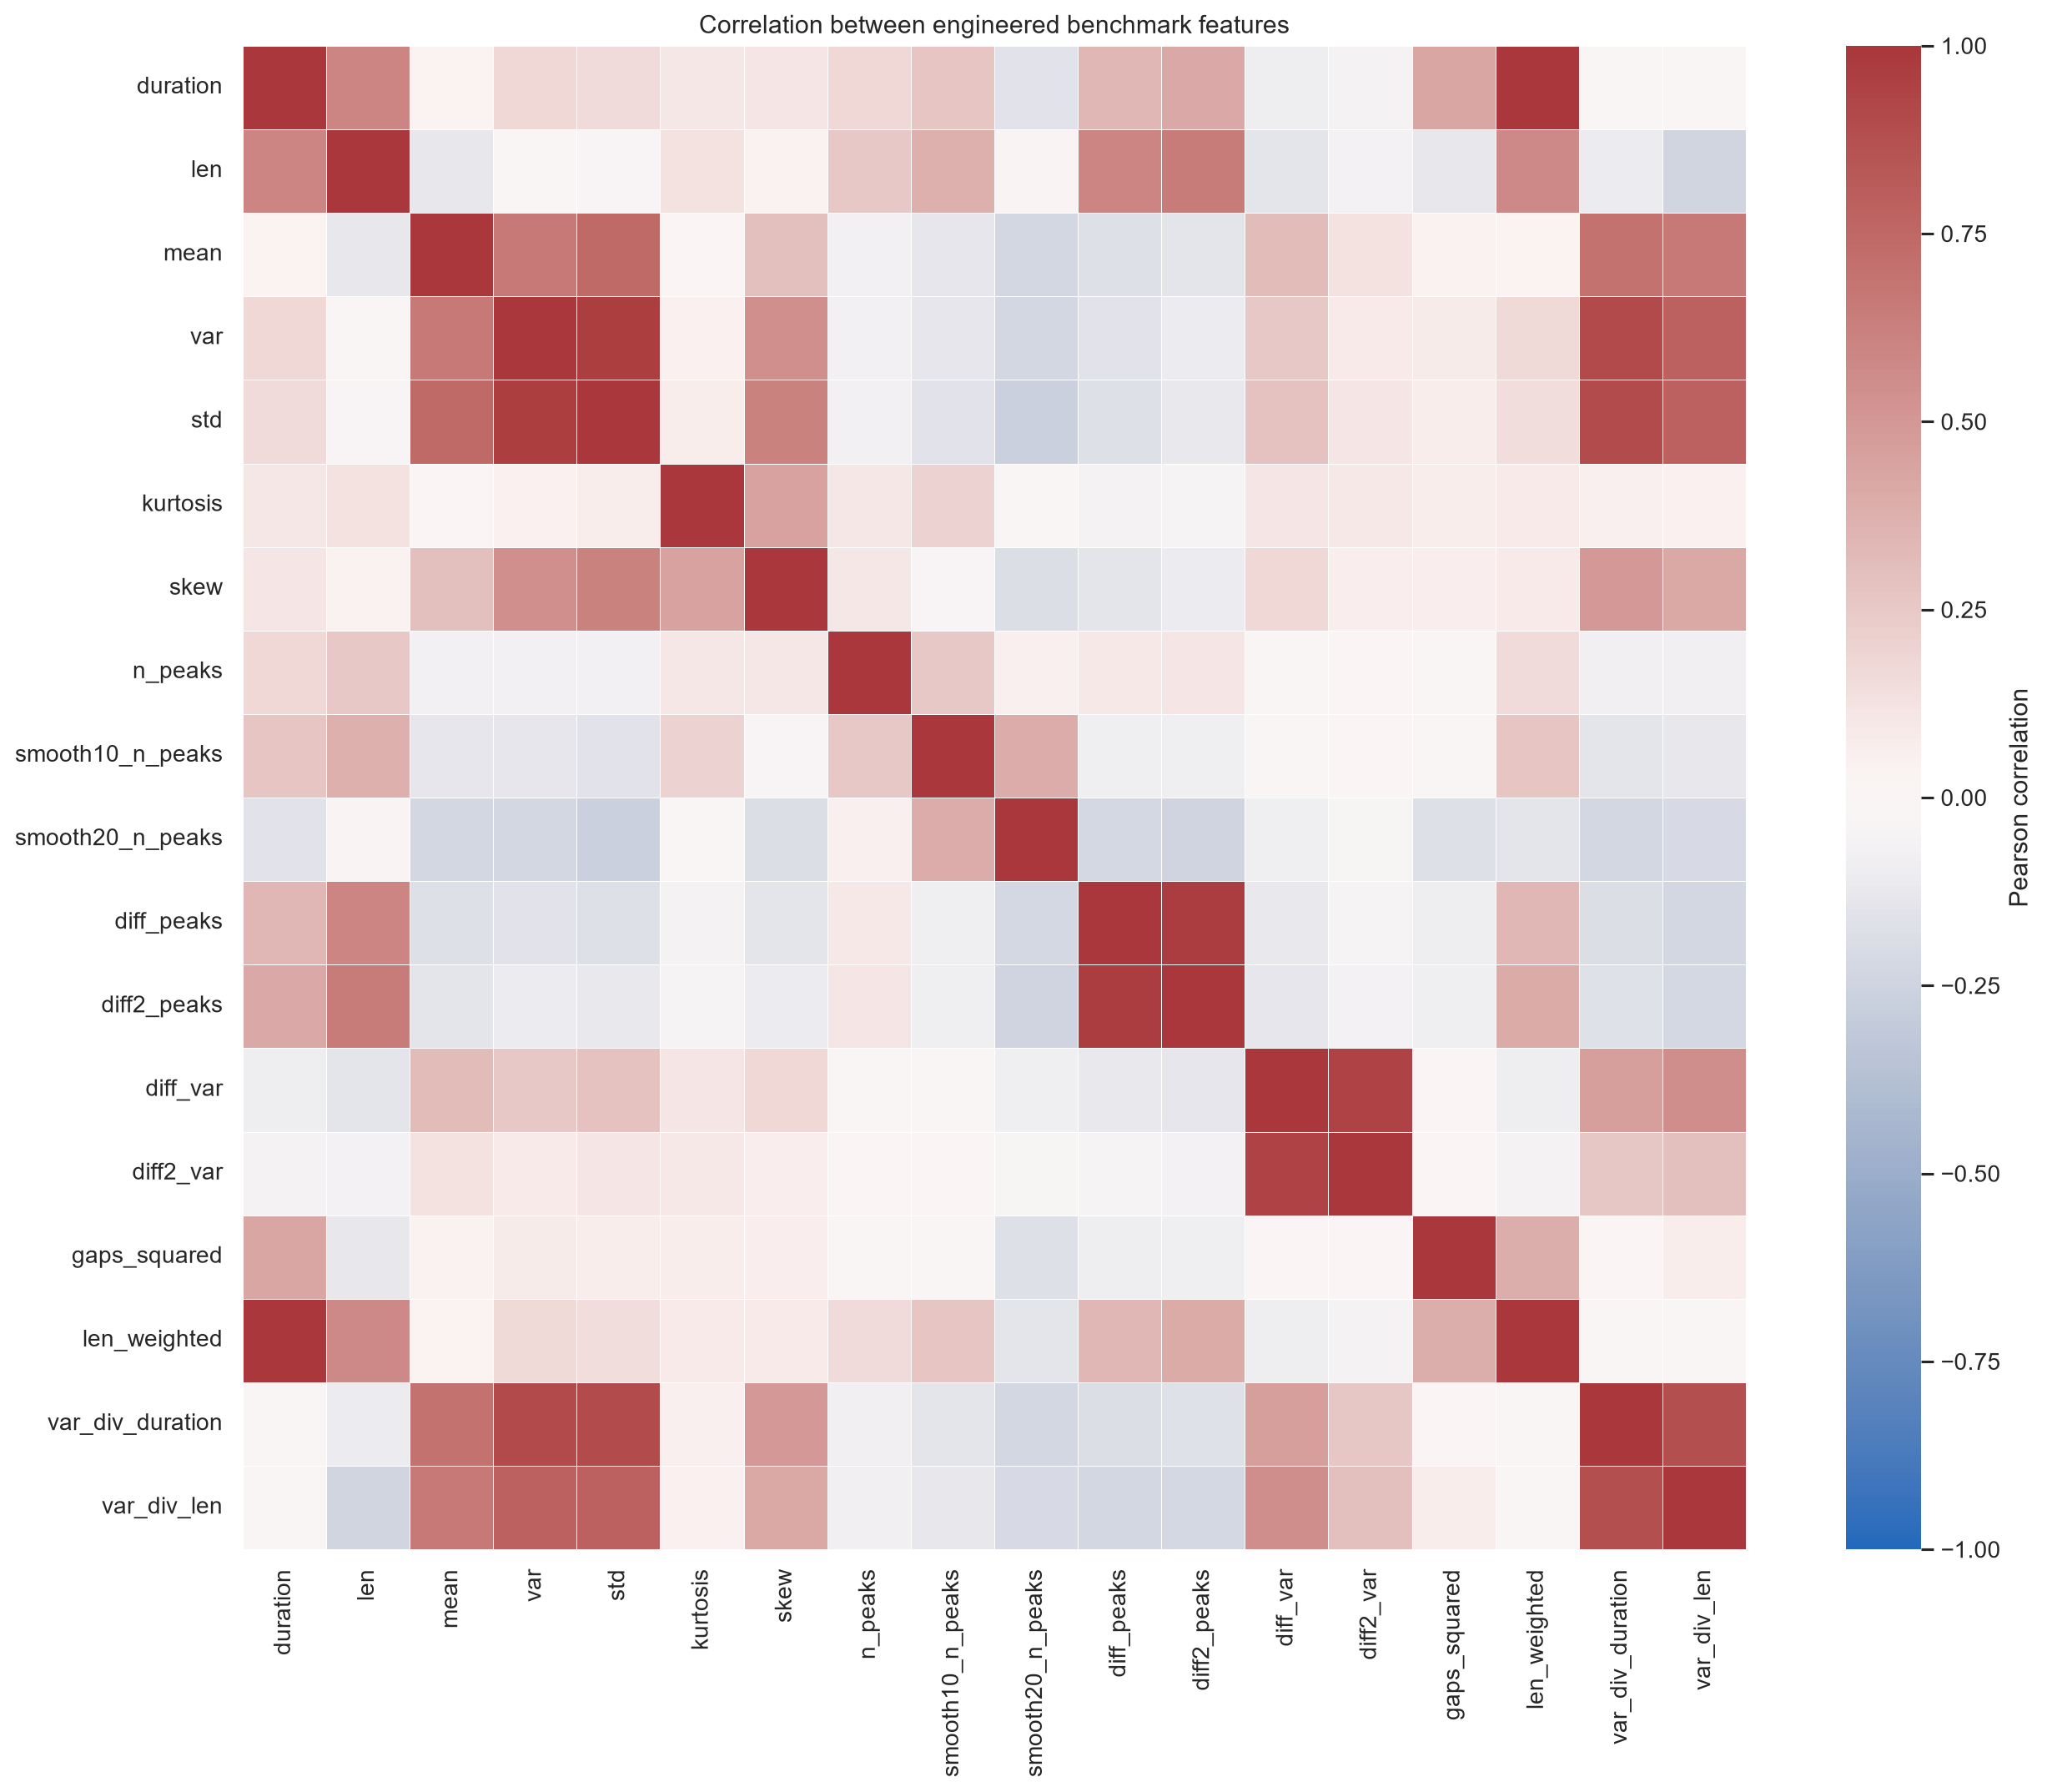 Correlation between engineered benchmark features
duration
len
mean
var
std
kurtosis
skew
n_peaks
smooth10_n_peaks
smooth20_n_peaks
diff_peaks
diff2_peaks
diff_var
diff2_var
gaps_squared
len_weighted
var_div_duration
var_div_len
duration
len
mean
var
std
kurtosis
skew
n_peaks
smooth10_n_peaks
smooth20_n_peaks
diff_peaks
diff2_peaks
diff_var
diff2_var
gaps_squared
len_weighted
var_div_duration
var_div_len
1.00
0.75
0.50
0.25
0.00
−0.25
−0.50
−0.75
−1.00
Pearson correlation